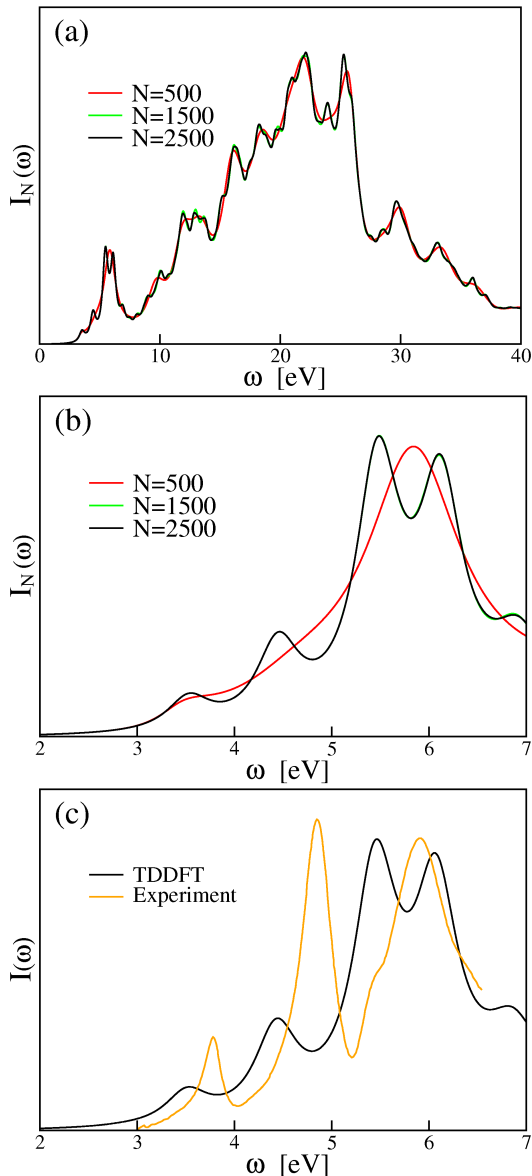 (a)
N=500
N=1500
N=2500
I_N(ω)
0 10 20 30 40
ω [eV]
(b)
N=500
N=1500
N=2500
I_N(ω)
2 3 4 5 6 7
ω [eV]
(c)
TDDFT
Experiment
I(ω)
2 3 4 5 6 7
ω [eV]